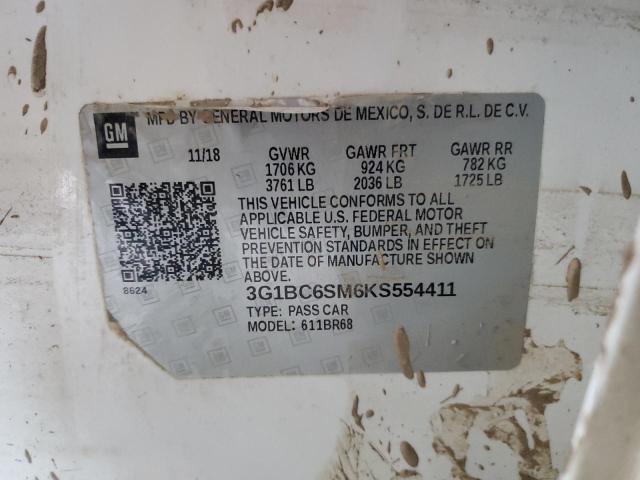 GM
MFD BY GENERAL MOTORS DE MEXICO, S. DE R.L. DE C.V.
11/18 GVWR GAWR FRT GAWR RR
1706 KG 924 KG 782 KG
3761 LB 2036 LB 1725 LB
THIS VEHICLE CONFORMS TO ALL
APPLICABLE U.S. FEDERAL MOTOR
VEHICLE SAFETY, BUMPER, AND THEFT
PREVENTION STANDARDS IN EFFECT ON
THE DATE OF MANUFACTURE SHOWN
ABOVE.
8624
3G1BC6SM6KS554411
TYPE: PASS CAR
MODEL: 611BR68